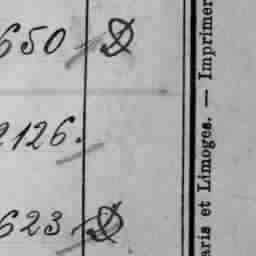 650 D
2126.
623 D
aris et Limoges. — Imprimer